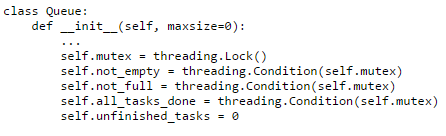 class Queue:
    def __init__(self, maxsize=0):
        ...
        self.mutex = threading.Lock()
        self.not_empty = threading.Condition(self.mutex)
        self.not_full = threading.Condition(self.mutex)
        self.all_tasks_done = threading.Condition(self.mutex)
        self.unfinished_tasks = 0